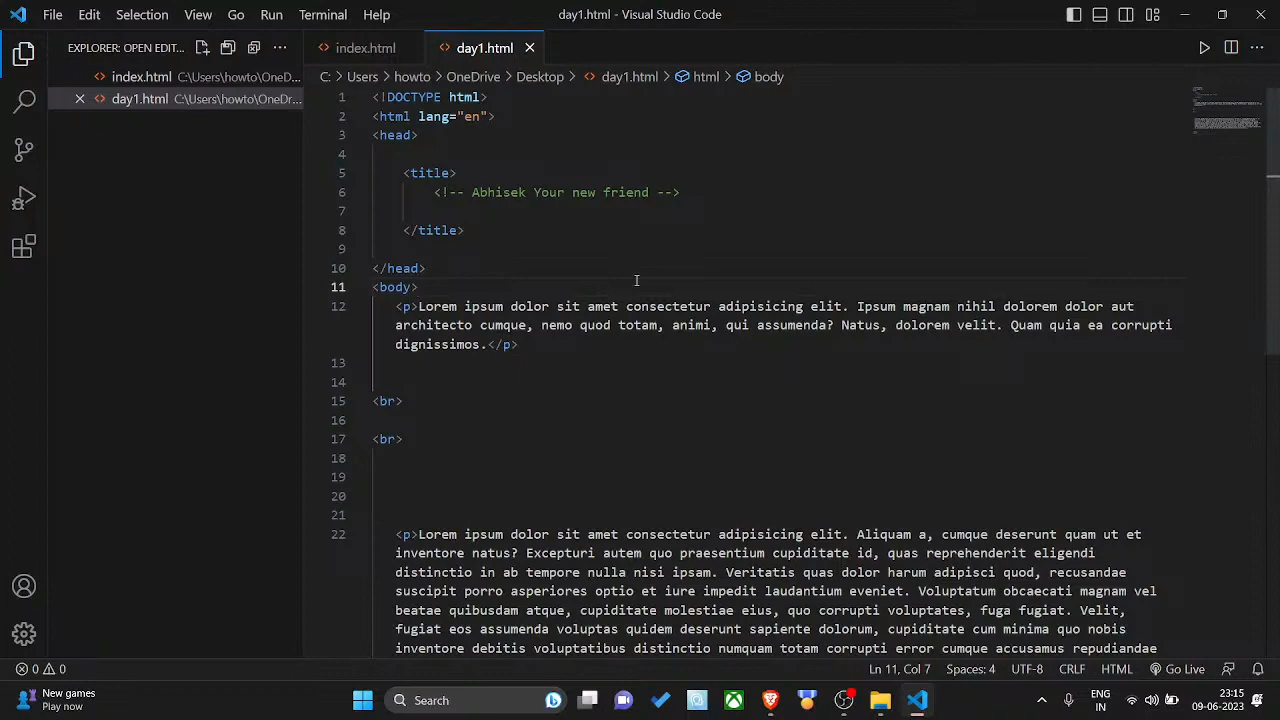 File Edit Selection View Go Run Terminal Help day1.html - Visual Studio Code
EXPLORER: OPEN EDIT... index.html day1.html
index.html C:\Users\howto\OneD...
day1.html C:\Users\howto\OneDr...
C: > Users > howto > OneDrive > Desktop > day1.html > html > body
1 <!DOCTYPE html>
2 <html lang="en">
3 <head>
4
5 <title>
6 <!-- Abhisek Your new friend -->
7
8 </title>
9
10 </head>
11 <body>
12 <p>Lorem ipsum dolor sit amet consectetur adipisicing elit. Ipsum magnam nihil dolorem dolor aut
architecto cumque, nemo quod totam, animi, qui assumenda? Natus, dolorem velit. Quam quia ea corrupti
dignissimos.</p>
13
14
15 <br>
16
17 <br>
18
19
20
21
22 <p>Lorem ipsum dolor sit amet consectetur adipisicing elit. Aliquam a, cumque deserunt quam ut et
inventore natus? Excepturi autem quo praesentium cupiditate id, quas reprehenderit eligendi
distinctio in ab tempore nulla nisi ipsam. Veritatis quas dolor harum adipisci quod, recusandae
suscipit porro asperiores optio et iure impedit laudantium eveniet. Voluptatum obcaecati magnam vel
beatae quibusdam atque, cupiditate molestiae eius, quo corrupti voluptates, fuga fugiat. Velit,
fugiat eos assumenda voluptas quidem deserunt sapiente dolorum, cupiditate cum minima quo nobis
inventore debitis voluptatibus distinctio numquam totam corrupti error cumque accusamus repudiandae
0 0 Ln 11, Col 7 Spaces: 4 UTF-8 CRLF HTML Go Live
New games
Play now
Search
ENG
IN
23:15
09-06-2023